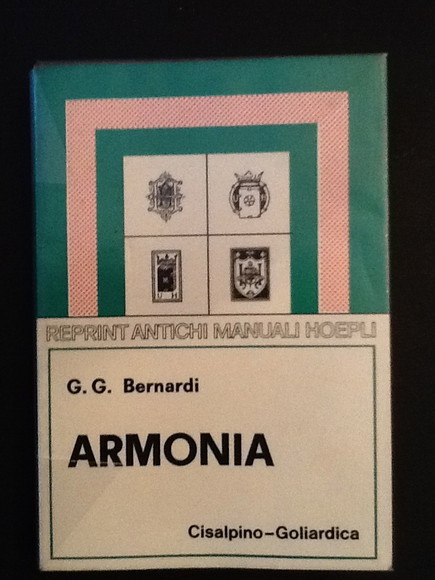 U H
REPRINT ANTICHI MANUALI HOEPLI
G. G. Bernardi
ARMONIA
Cisalpino-Goliardica